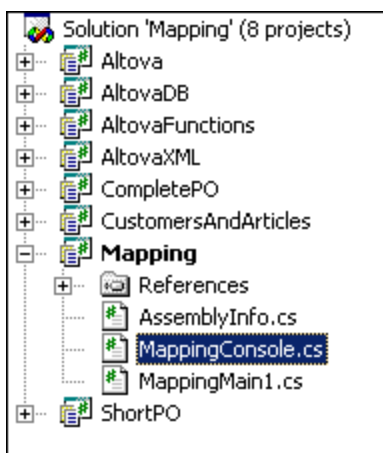 Solution 'Mapping' (8 projects)
Altova
AltovaDB
AltovaFunctions
AltovaXML
CompletePO
CustomersAndArticles
Mapping
References
AssemblyInfo.cs
MappingConsole.cs
MappingMain1.cs
ShortPO